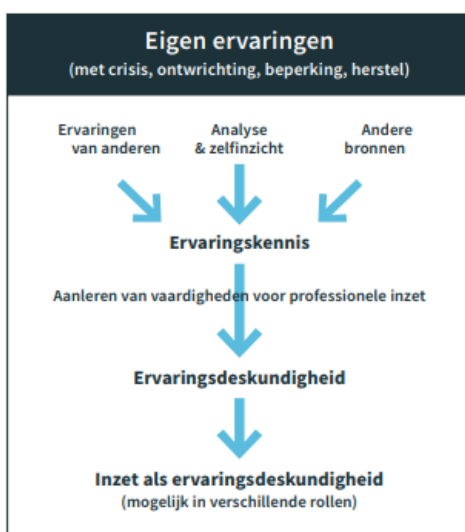 Eigen ervaringen
(met crisis, ontwrichting, beperking, herstel)
Ervaringen
van anderen
Analyse
& zelfinzicht
Andere
bronnen
Ervaringskennis
Aanleren van vaardigheden voor professionele inzet
Ervaringsdeskundigheid
Inzet als ervaringsdeskundigheid
(mogelijk in verschillende rollen)